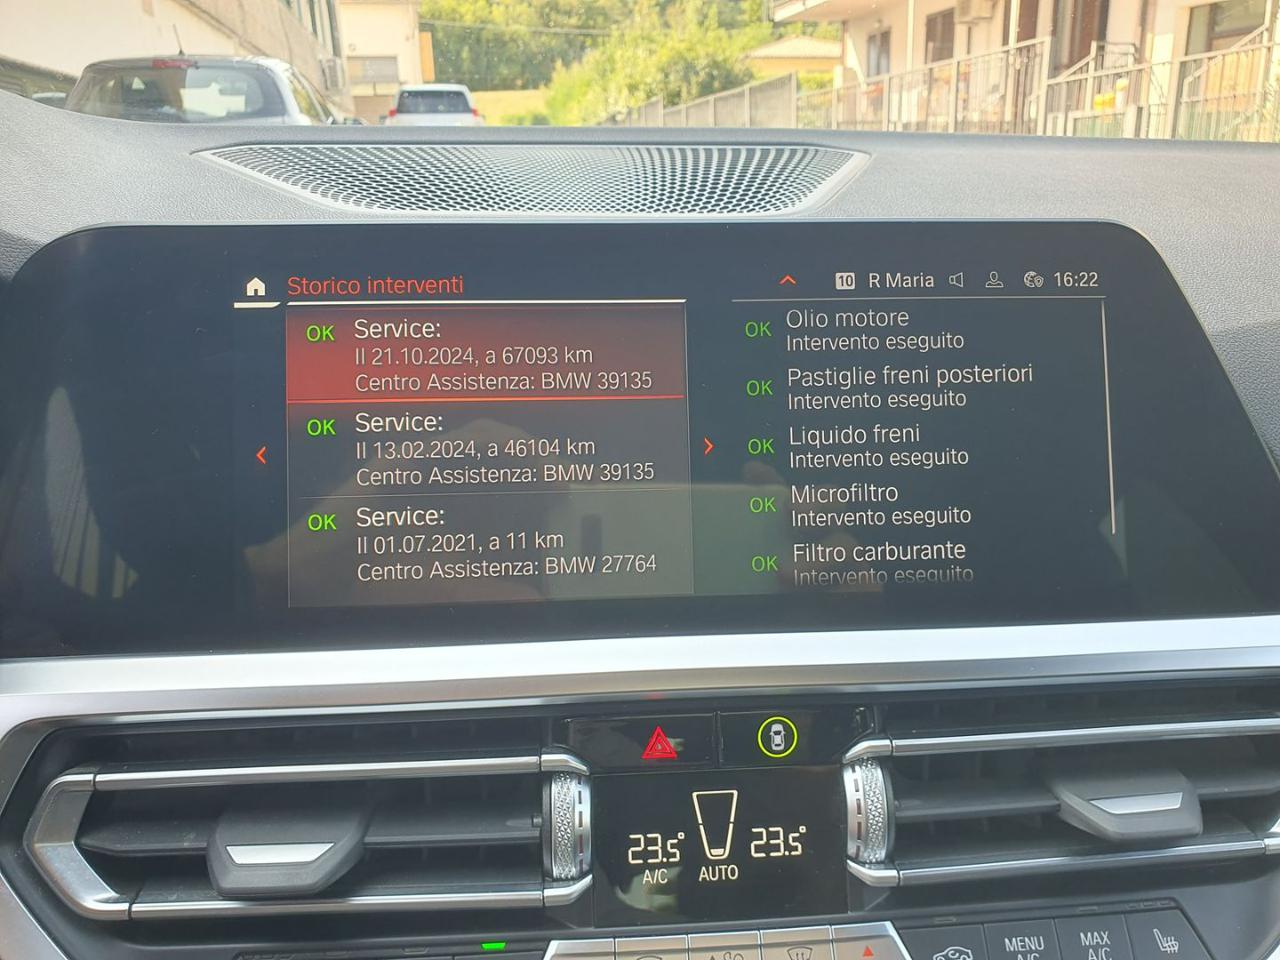 Storico interventi
10 R Maria 16:22
OK Service:
Il 21.10.2024, a 67093 km
Centro Assistenza: BMW 39135
OK Service:
Il 13.02.2024, a 46104 km
Centro Assistenza: BMW 39135
OK Service:
Il 01.07.2021, a 11 km
Centro Assistenza: BMW 27764
OK Olio motore
Intervento eseguito
OK Pastiglie freni posteriori
Intervento eseguito
OK Liquido freni
Intervento eseguito
OK Microfiltro
Intervento eseguito
OK Filtro carburante
Intervento eseguito
23.5° 23.5°
A/C AUTO
MENU
A/C
MAX
A/C